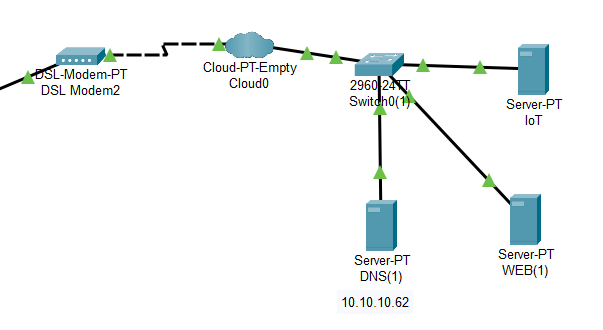 DSL-Modem-PT
DSL Modem2
Cloud-PT-Empty
Cloud0
2960-24TT
Switch0(1)
Server-PT
IoT
Server-PT
DNS(1)
Server-PT
WEB(1)
10.10.10.62